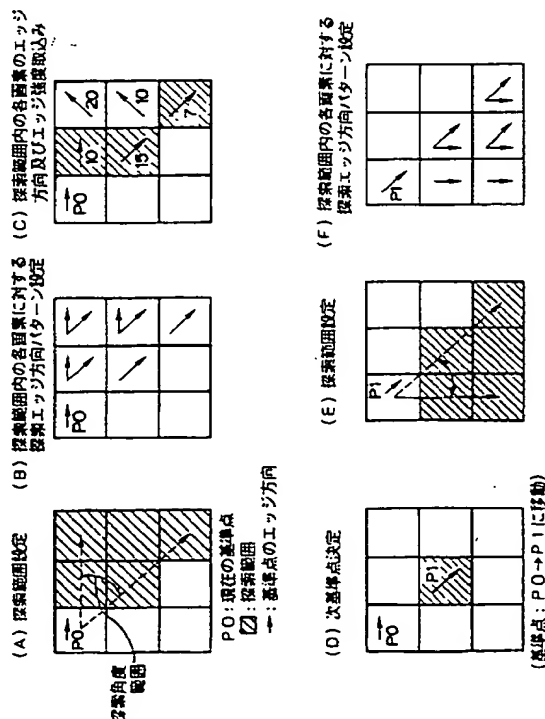 (A) 探索範囲設定
PO
探索角度
範囲
PO:現在の基準点
:探索範囲
→:基準点のエッジ方向
(B) 探索範囲内の各画素に対する
探索エッジ方向パターン設定
PO
(C) 探索範囲内の各画素のエッジ
方向及びエッジ強度取込み
PO
10
20
15
10
7
(D) 次基準点決定
PO
P1
(基準点:PO→P1に移動)
(E) 探索範囲設定
P1
(F) 探索範囲内の各画素に対する
探索エッジ方向パターン設定
P1